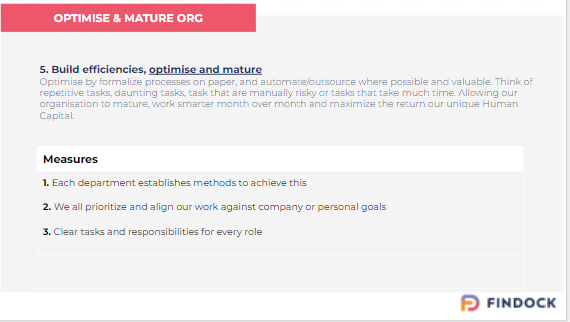 OPTIMISE & MATURE ORG
5. Build efficiencies, optimise and mature
Optimise by formalize processes on paper, and automate/outsource where possible and valuable. Think of
repetitive tasks, daunting tasks, task that are manually risky or tasks that take much time. Allowing our
organisation to mature, work smarter month over month and maximize the return our unique Human
Capital.
Measures
1. Each department establishes methods to achieve this
2. We all prioritize and align our work against company or personal goals
3. Clear tasks and responsibilities for every role
FINDOCK